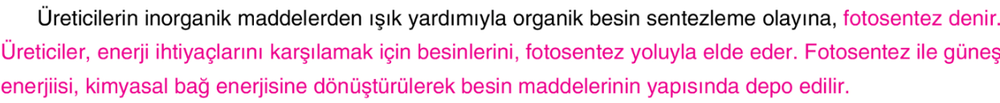 Üreticilerin inorganik maddelerden ışık yardımıyla organik besin sentezleme olayına, fotosentez denir.
Üreticiler, enerji ihtiyaçlarını karşılamak için besinlerini, fotosentez yoluyla elde eder. Fotosentez ile güneş
enerjiisi, kimyasal bağ enerjisine dönüştürülerek besin maddelerinin yapısında depo edilir.